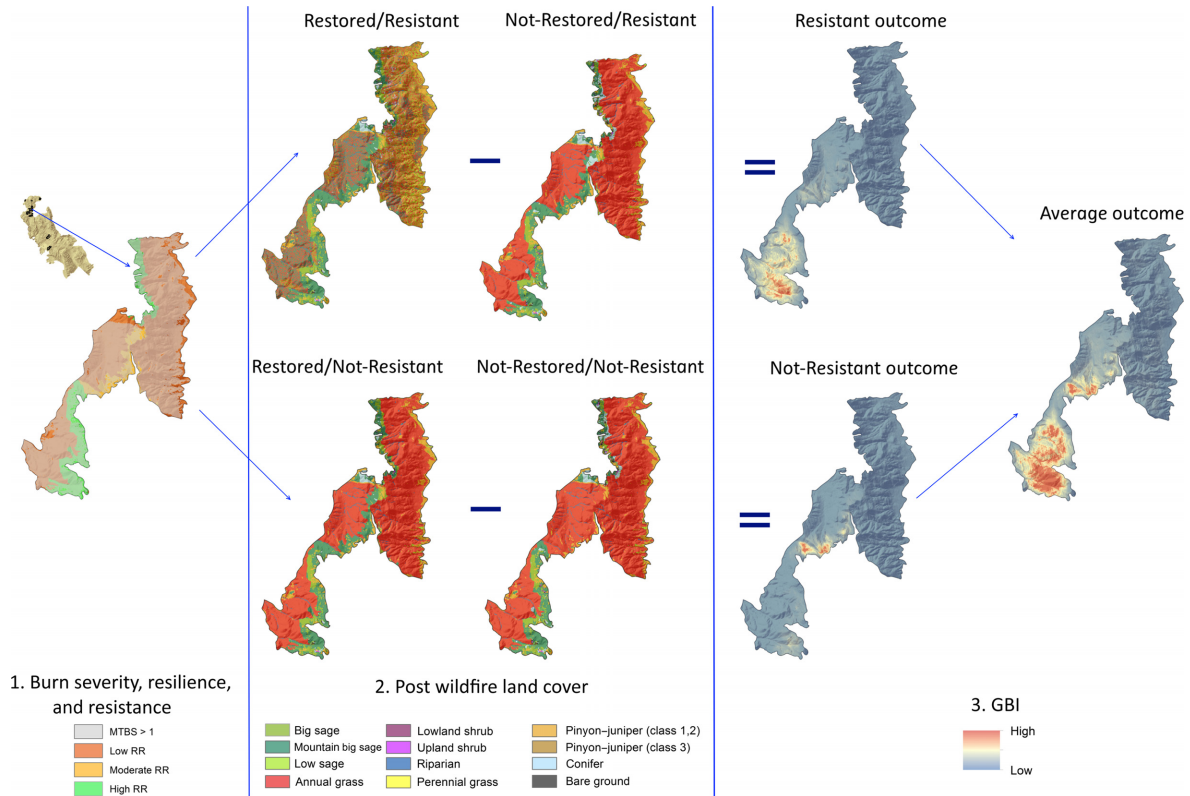 Restored/Resistant
Not-Restored/Resistant
Resistant outcome
Average outcome
Restored/Not-Resistant
Not-Restored/Not-Resistant
Not-Resistant outcome
1. Burn severity, resilience,
and resistance
MTBS > 1
Low RR
Moderate RR
High RR
2. Post wildfire land cover
Big sage
Mountain big sage
Low sage
Annual grass
Lowland shrub
Upland shrub
Riparian
Perennial grass
Pinyon–juniper (class 1,2)
Pinyon–juniper (class 3)
Conifer
Bare ground
3. GBI
High
Low